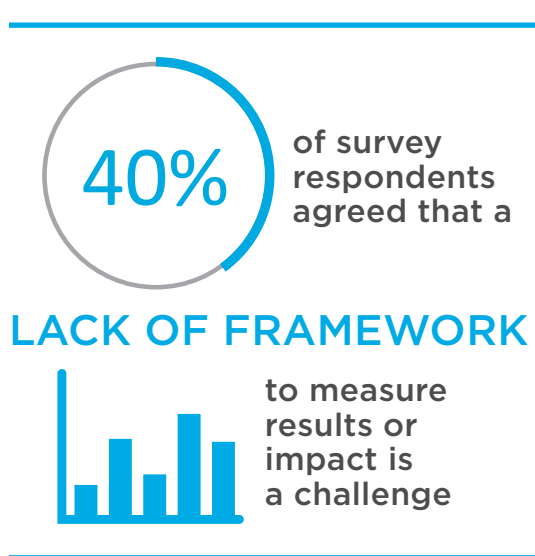 40%
of survey
respondents
agreed that a
LACK OF FRAMEWORK
to measure
results or
impact is
a challenge